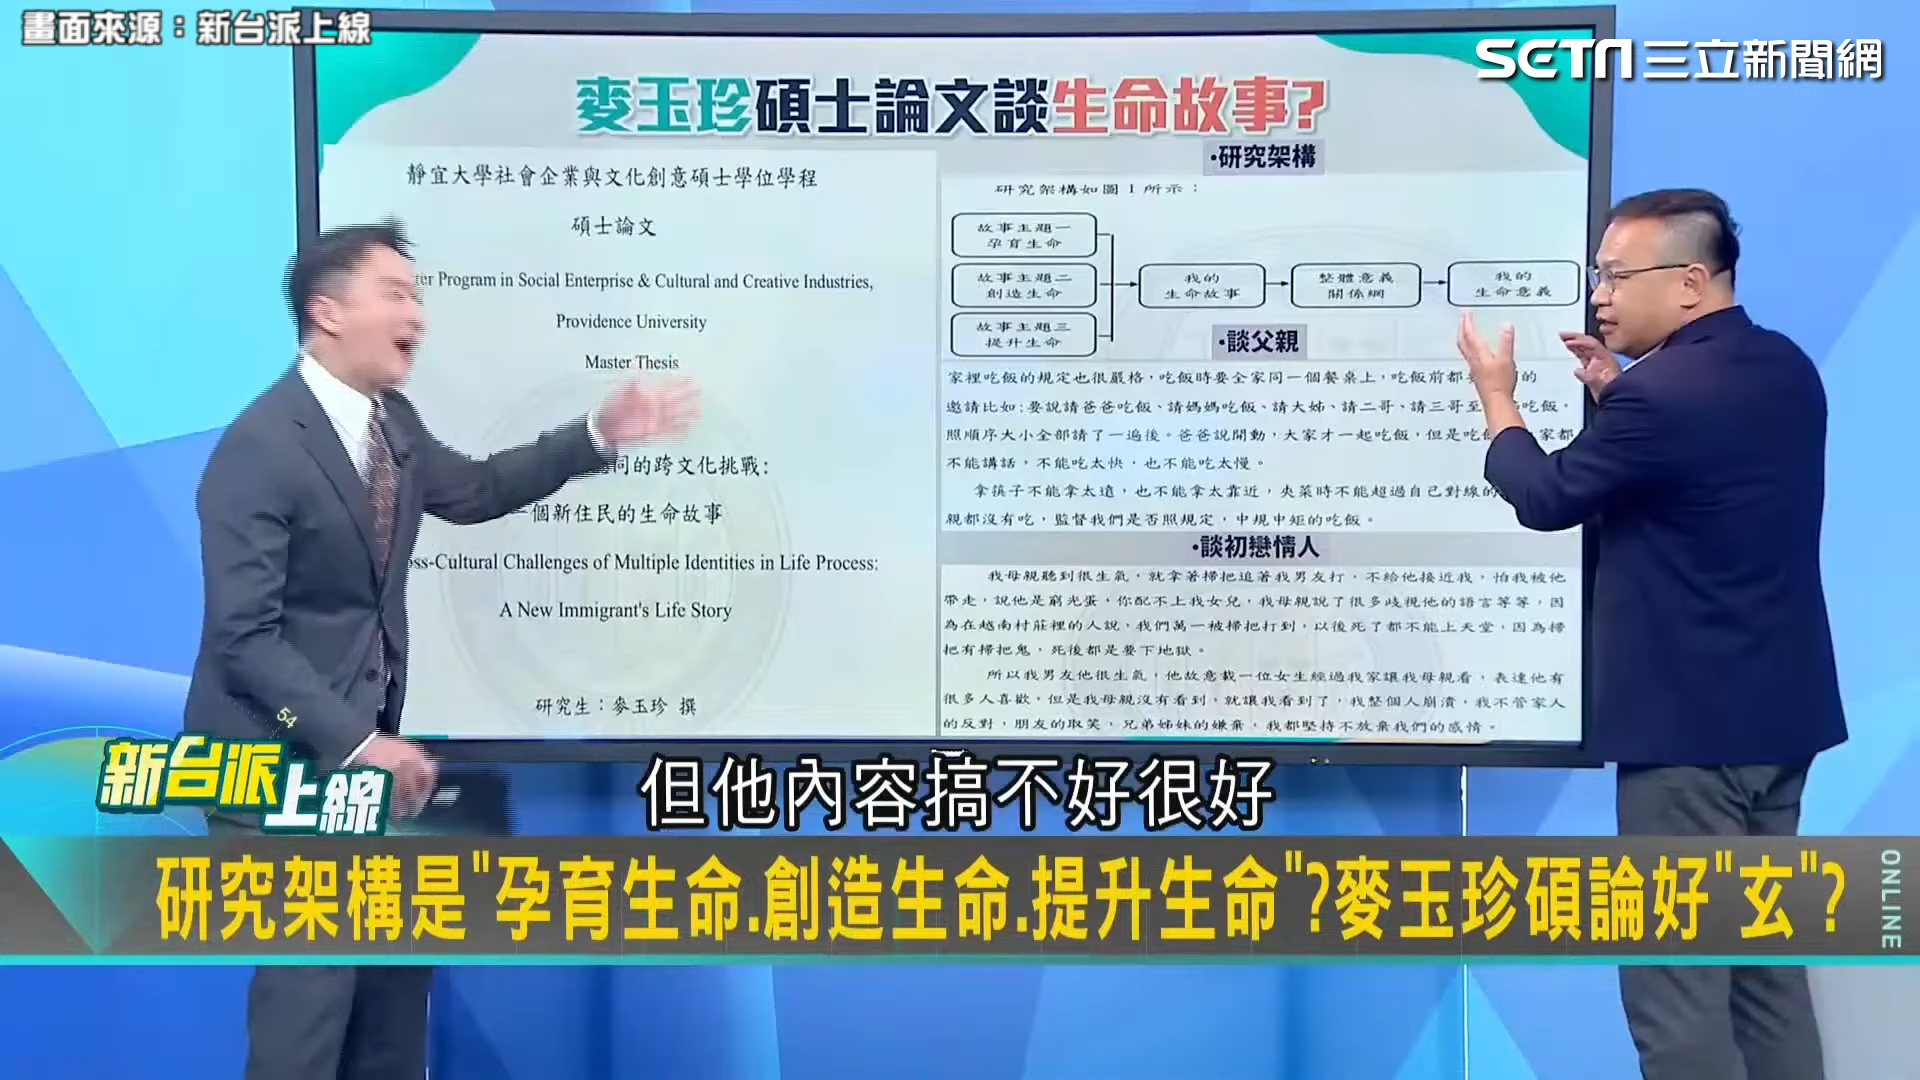 畫面來源：新台派上線
SETN三立新聞網
麥玉珍碩士論文談生命故事?
靜宜大學社會企業與文化創意碩士學位學程
碩士論文
ter Program in Social Enterprise & Cultural and Creative Industries,
Providence University
Master Thesis
同的跨文化挑戰:
個新住民的生命故事
ss-Cultural Challenges of Multiple Identities in Life Process:
A New Immigrant's Life Story
研究生：麥玉珍 撰
·研究架構
研究架構如圖1所示：
故事主題一
孕育生命
故事主題二
創造生命
故事主題三
提升生命
我的
生命故事
整體意義
關係網
我的
生命意義
·談父親
家裡吃飯的規定也很嚴格，吃飯時要全家同一個餐桌上，吃飯前都 的
邀請比如:要說請爸爸吃飯、請媽媽吃飯、請大姊、請二哥、請三哥至 吃飯，
照順序大小全部請了一遍後。爸爸說開動，大家才一起吃飯，但是吃 家都
不能講話，不能吃太快，也不能吃太慢。
拿筷子不能拿太遠，也不能拿太靠近，夾菜時不能超過自己對線的
親都沒有吃，監督我們是否照規定，中規中矩的吃飯。
·談初戀情人
我母親聽到很生氣，就拿著掃把追著我男友打，不給他接近我，怕我被他
帶走，說他是窮光蛋，你配不上我女兒，我母親說了很多歧視他的語言等等，因
為在越南村莊裡的人說，我們萬一被掃把打到，以後死了都不能上天堂，因為掃
把有掃把鬼，死後都是要下地獄。
所以我男友他很生氣，他故意載一位女生經過我家讓我母親看，表達他有
很多人喜歡，但是我母親沒有看到，就讓我看到了，我整個人崩潰，我不管家人
的反對，朋友的取笑，兄弟姊妹的嫌棄，我都堅持不放棄我們的感情。
54
新台派上線
但他內容搞不好很好
研究架構是"孕育生命.創造生命.提升生命"?麥玉珍碩論好"玄"?
ONLINE